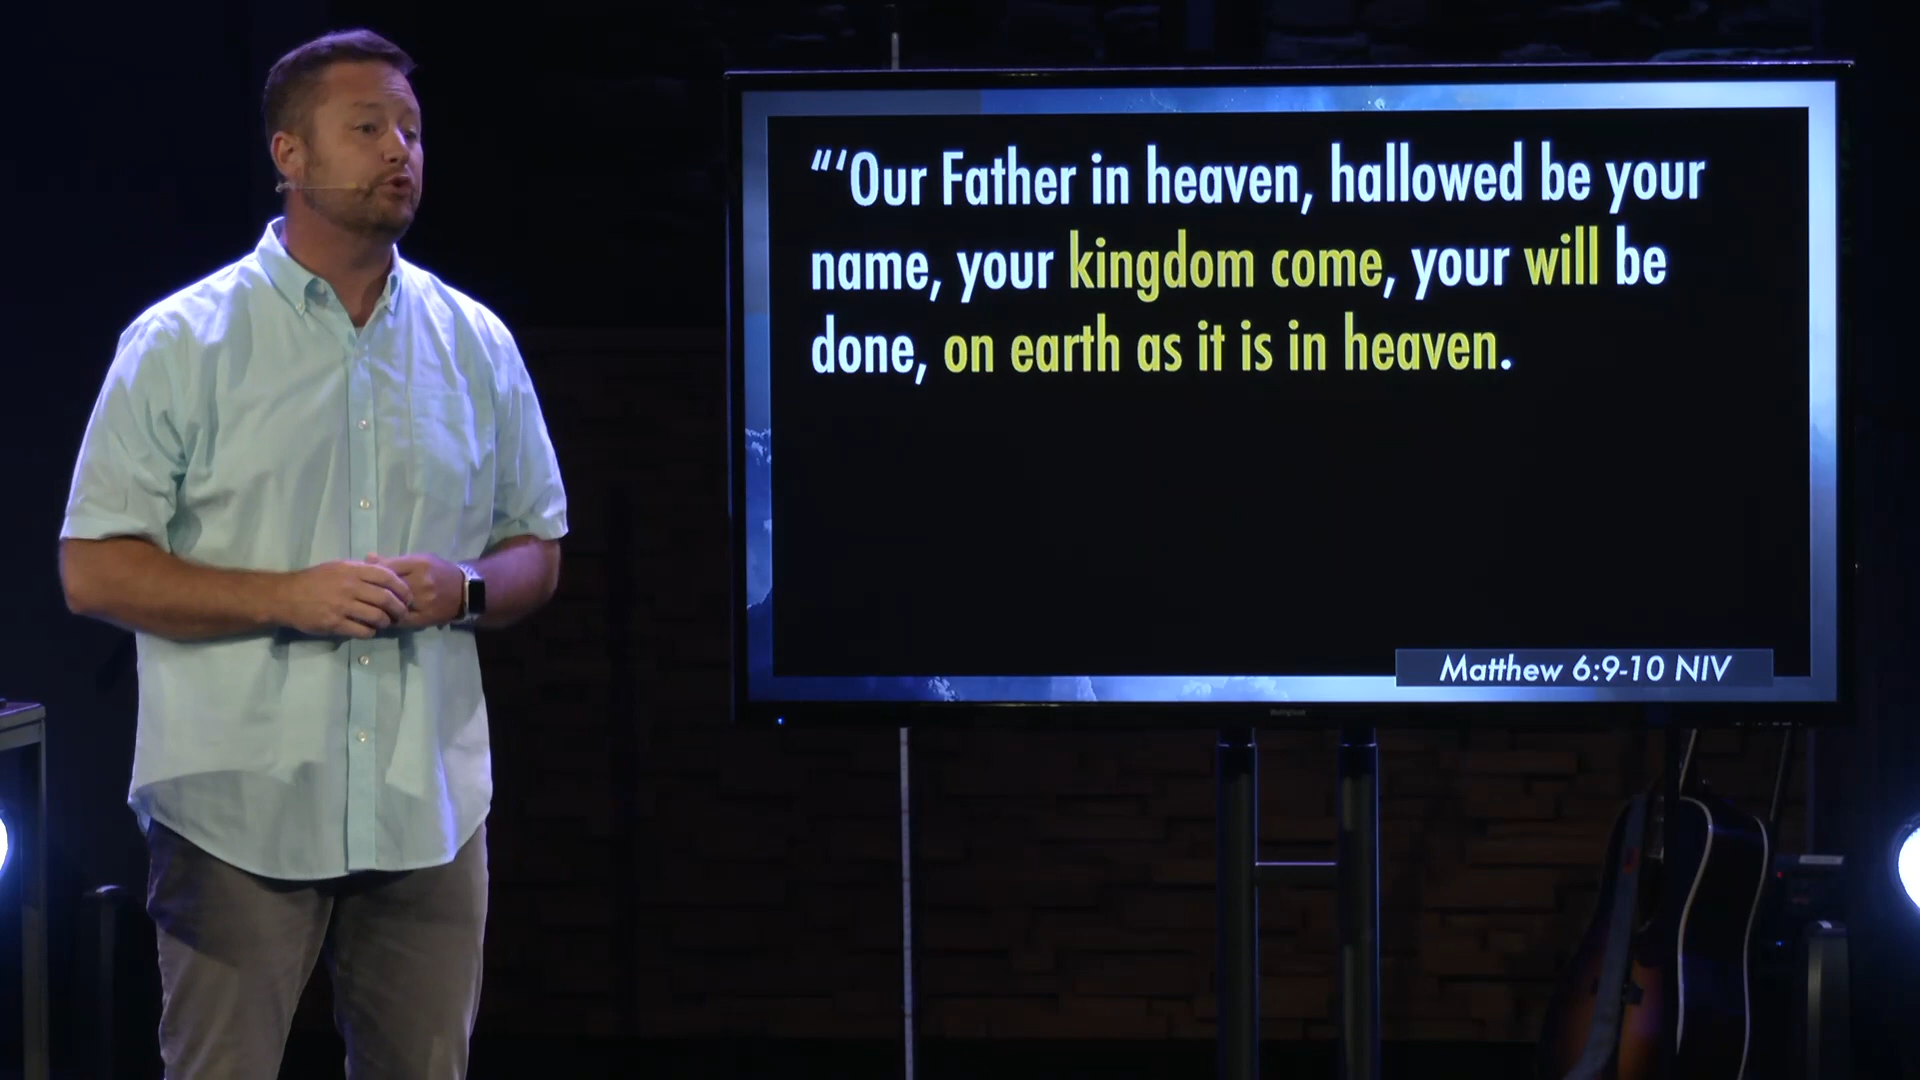 “‘Our Father in heaven, hallowed be your
name, your kingdom come, your will be
done, on earth as it is in heaven.
Matthew 6:9-10 NIV
Westinghouse